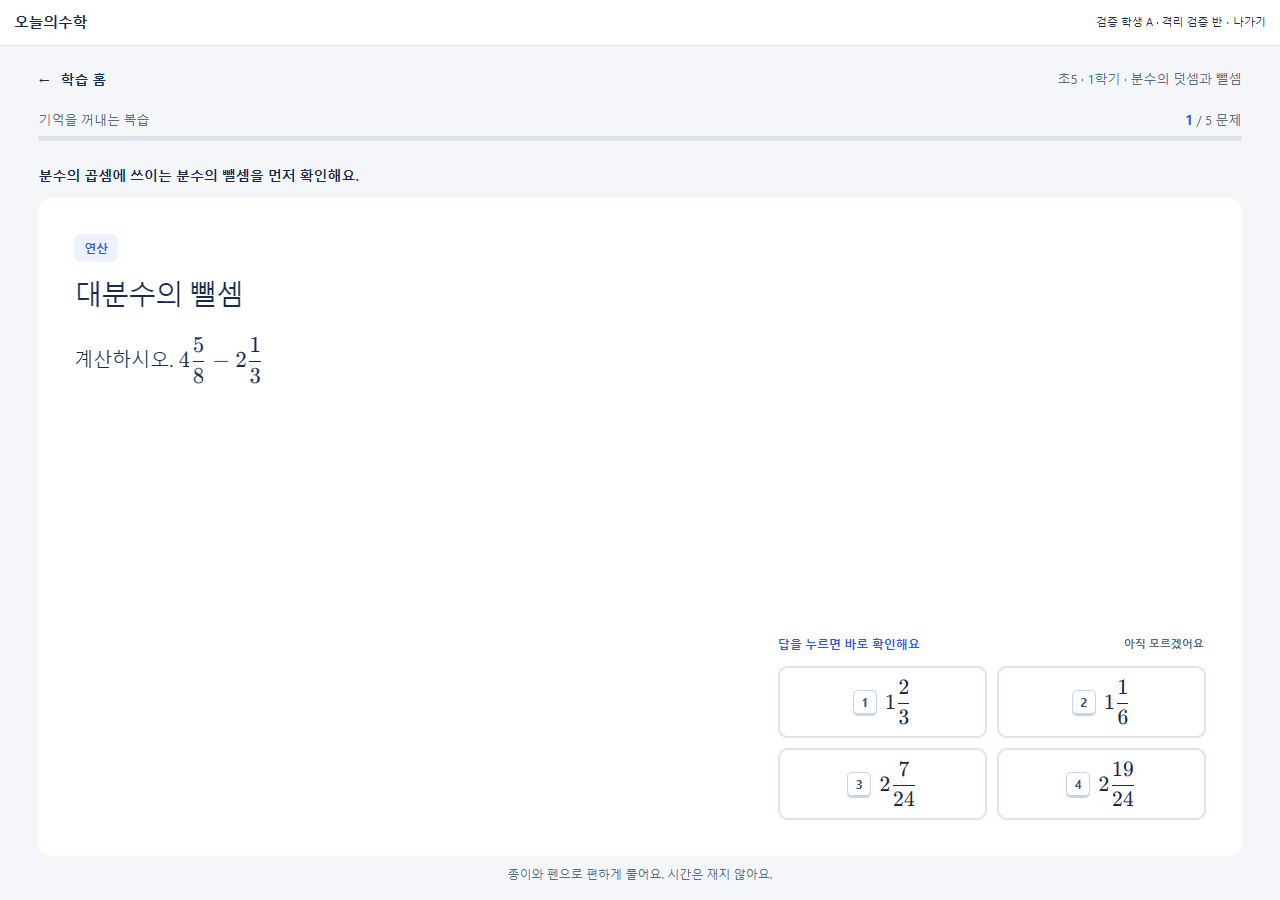 오늘의수학
검증 학생 A · 격리 검증 반 · 나가기
← 학습 홈
초5 · 1학기 · 분수의 덧셈과 뺄셈
기억을 꺼내는 복습
1 / 5 문제
분수의 곱셈에 쓰이는 분수의 뺄셈을 먼저 확인해요.
연산
대분수의 뺄셈
계산하시오. 4 5/8 − 2 1/3
답을 누르면 바로 확인해요
아직 모르겠어요
1 1 2/3
2 1 1/6
3 2 7/24
4 2 19/24
종이와 펜으로 편하게 풀어요. 시간은 재지 않아요.